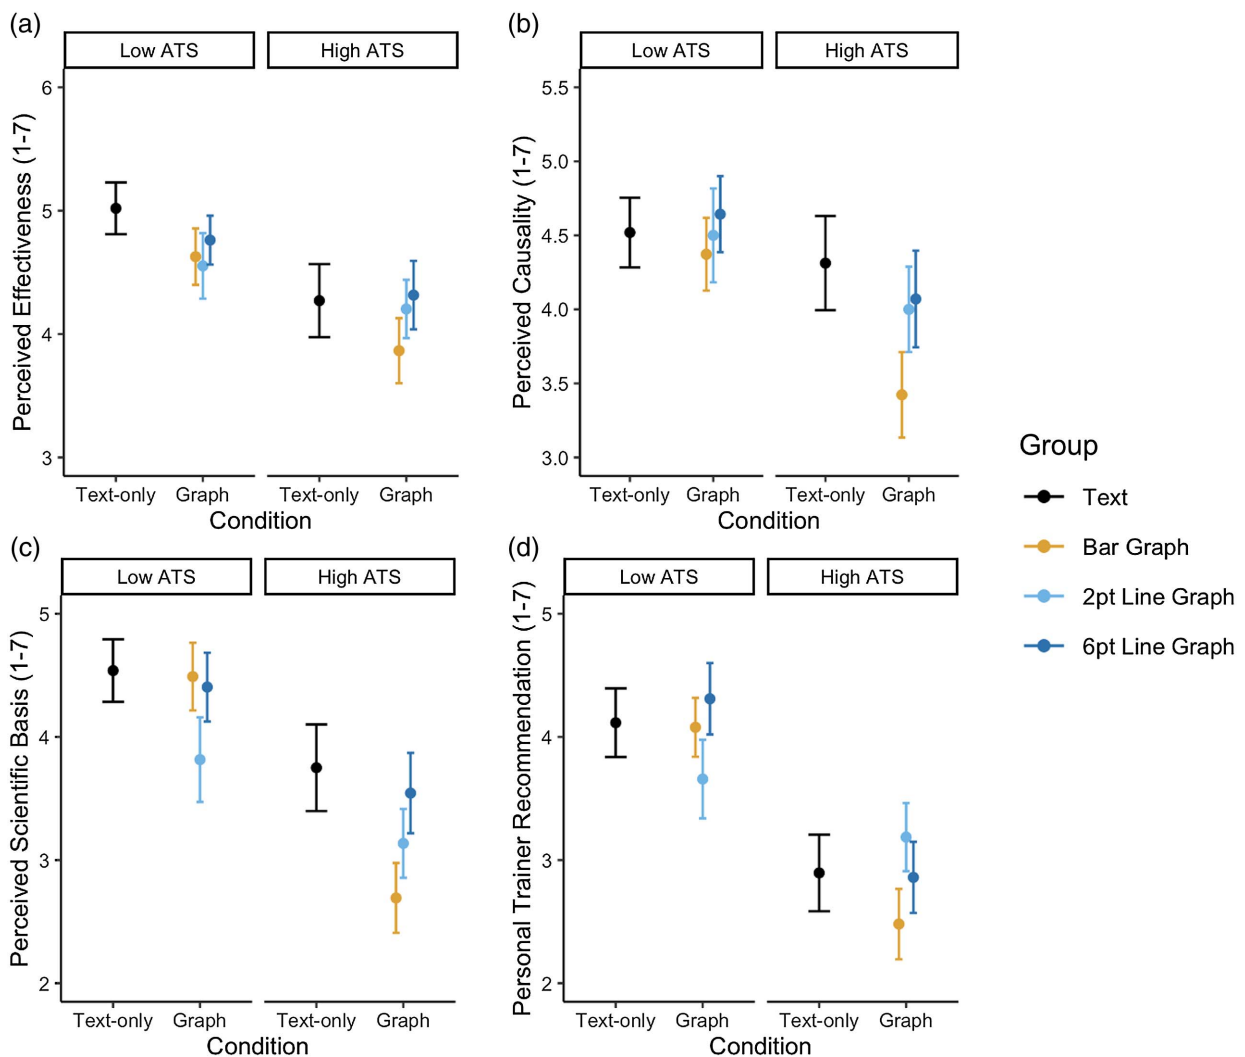 (a)
Low ATS
High ATS
Perceived Effectiveness (1-7)
6
5
4
3
Text-only
Graph
Text-only
Graph
Condition
(b)
Low ATS
High ATS
Perceived Causality (1-7)
5.5
5.0
4.5
4.0
3.5
3.0
Text-only
Graph
Text-only
Graph
Condition
(c)
Low ATS
High ATS
Perceived Scientific Basis (1-7)
5
4
3
2
Text-only
Graph
Text-only
Graph
Condition
(d)
Low ATS
High ATS
Personal Trainer Recommendation (1-7)
5
4
3
2
Text-only
Graph
Text-only
Graph
Condition
Group
Text
Bar Graph
2pt Line Graph
6pt Line Graph